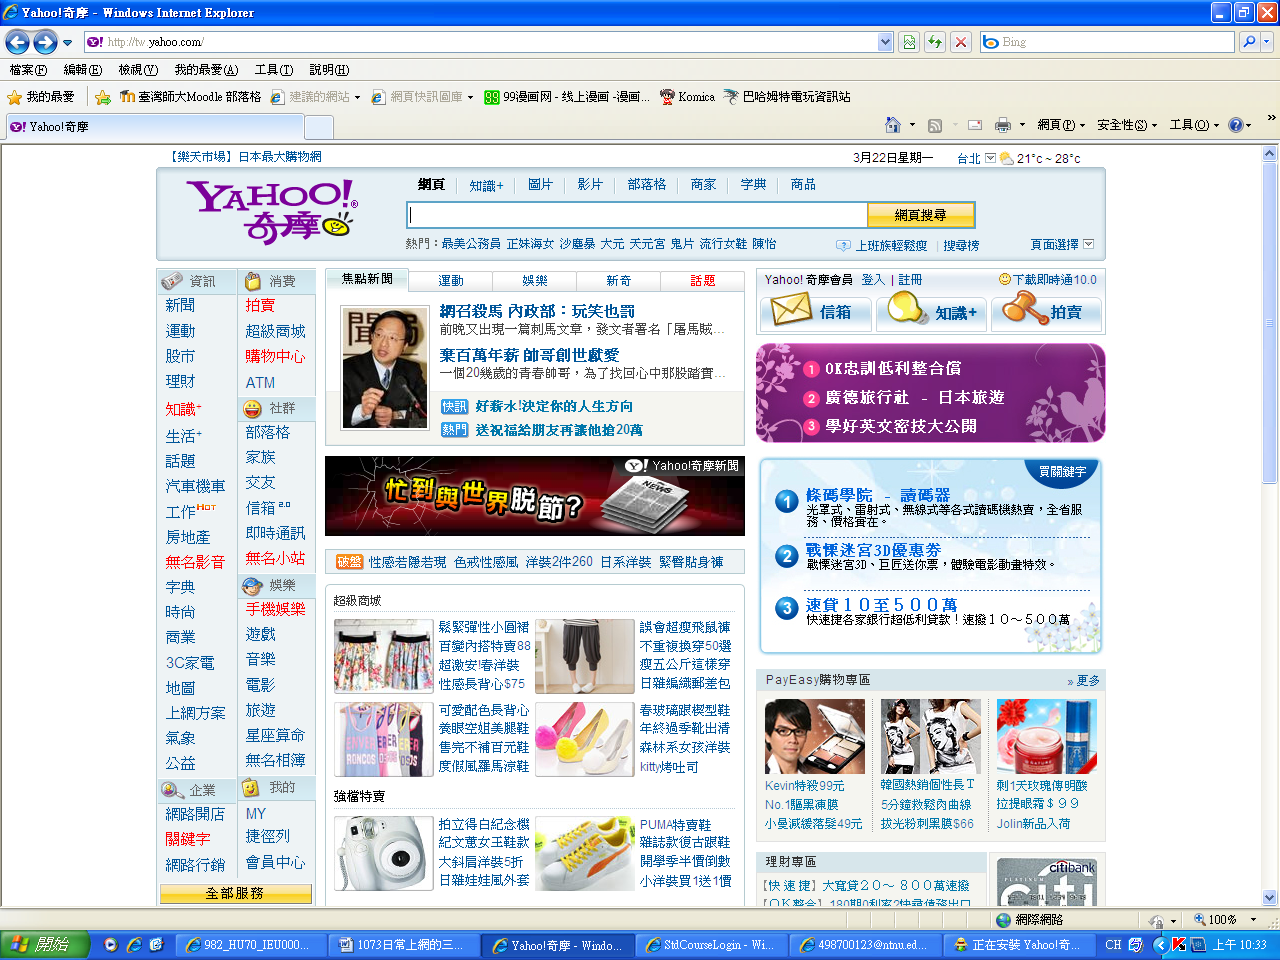 Yahoo!奇摩 - Windows Internet Explorer
http://tw.yahoo.com/
Bing
檔案(F) 編輯(E) 檢視(V) 我的最愛(A) 工具(T) 說明(H)
我的最愛 臺灣師大Moodle 部落格 建議的網站 網頁快訊圖庫 99漫画网 - 线上漫画 -漫画... Komica 巴哈姆特電玩資訊站
Yahoo!奇摩
網頁(P) 安全性(S) 工具(O)
【樂天市場】日本最大購物網
3月22日星期一 台北 21°c ~ 28°c
YAHOO!® 奇摩
網頁 知識+ 圖片 影片 部落格 商家 字典 商品
網頁搜尋
熱門：最美公務員 正妹海女 沙塵暴 大元 天元宮 鬼片 流行女鞋 陳怡
上班族輕鬆瘦 搜尋榜 頁面選擇
資訊
新聞
運動
股市
理財
知識+
生活+
話題
汽車機車
工作HOT
房地產
無名影音
字典
時尚
商業
3C家電
地圖
上網方案
氣象
公益
企業
網路開店
關鍵字
網路行銷
消費
拍賣
超級商城
購物中心
ATM
社群
部落格
家族
交友
信箱2.0
即時通訊
無名小站
娛樂
手機娛樂
遊戲
音樂
電影
旅遊
星座算命
無名相簿
我的
MY
捷徑列
會員中心
全部服務
焦點新聞 運動 娛樂 新奇 話題
網召殺馬 內政部：玩笑也罰
前晚又出現一篇刺馬文章，發文者署名「屠馬賊...
棄百萬年薪 帥哥創世獻愛
一個20幾歲的青春帥哥，為了找回心中那股踏實...
快訊 好薪水!決定你的人生方向
熱門 送祝福給朋友再讓他搶20萬
Yahoo!奇摩新聞
忙到與世界脫節？
NEWS
破盤 性感若隱若現 色戒性感風 洋裝2件260 日系洋裝 緊臀貼身褲
超級商城
鬆緊彈性小圓裙
百變內搭特賣88
超激安!春洋裝
性感長背心$75
誤會超瘦飛鼠褲
不重複換穿50選
瘦五公斤這樣穿
日雜編織郵差包
可愛配色長背心
養眼空姐美腿鞋
售完不補百元鞋
度假風羅馬涼鞋
春玻璃跟楔型鞋
年終過季靴出清
森林系女孩洋裝
kitty烤吐司
強檔特賣
拍立得白紀念機
紀文蕙女王鞋款
大斜肩洋裝5折
日雜娃娃風外套
PUMA特賣鞋
雜誌款復古跟鞋
開學季半價倒數
小洋裝買1送1價
Yahoo! 奇摩會員 登入 | 註冊 下載即時通10.0
信箱 知識+ 拍賣
1 OK忠訓低利整合償
2 廣德旅行社 - 日本旅遊
3 學好英文密技大公開
買關鍵字
1 條碼學院 - 讀碼器
光罩式、雷射式、無線式等各式讀碼機熱賣，全省服
務、價格實在。
2 戰慄迷宮3D優惠劵
戰慄迷宮3D、巨匠送你票，體驗電影動畫特效。
3 速貸１０至５００萬
快速捷各家銀行超低利貸款！速撥１０～５００萬
PayEasy購物專區 » 更多
Kevin特殺99元
No.1驅黑凍膜
小曼減緩落髮49元
韓國熱銷個性長Ｔ
5分鐘救鬆肉曲線
拔光粉刺黑膜$66
剩1天玫瑰傳明酸
拉提眼霜＄９９
Jolin新品入荷
理財專區
【快 速 捷】大寬貸２０～ ８００萬速撥
【ＯＫ整合】180期0利率2快尋債務出口
citibank
PLATINUM
citi
網際網路 100%
開始 982_HU70_IEU000... 1073日常上網的三... Yahoo!奇摩 - Windo... StdCourseLogin - Wi... 498700123@ntnu.ed... 正在安裝 Yahoo!奇... CH 上午 10:33